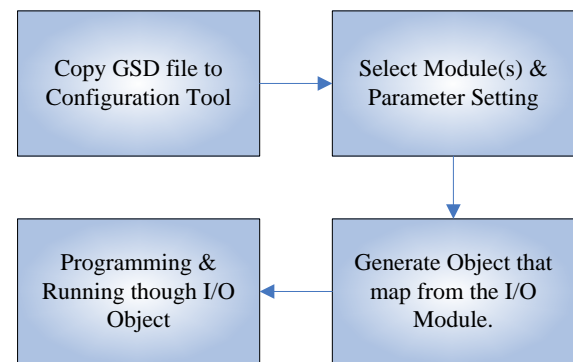 Copy GSD file to
Configuration Tool
Select Module(s) &
Parameter Setting
Generate Object that
map from the I/O
Module.
Programming &
Running though I/O
Object